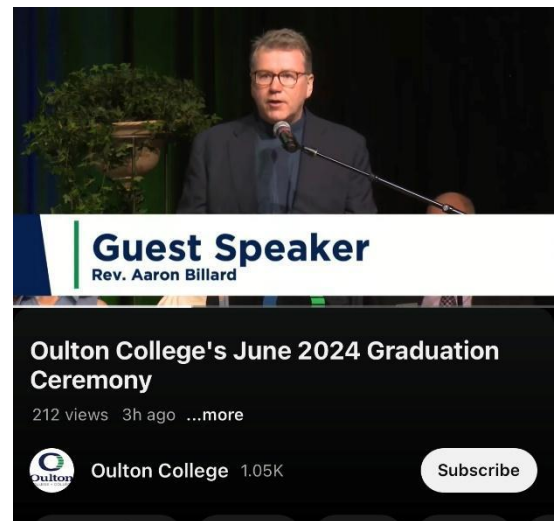 Guest Speaker
Rev. Aaron Billard
Oulton College's June 2024 Graduation
Ceremony
212 views 3h ago ...more
Oulton
Oulton College 1.05K
Subscribe